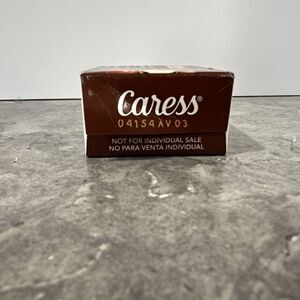 Caress®
04154AV03
NOT FOR INDIVIDUAL SALE
NO PARA VENTA INDIVIDUAL